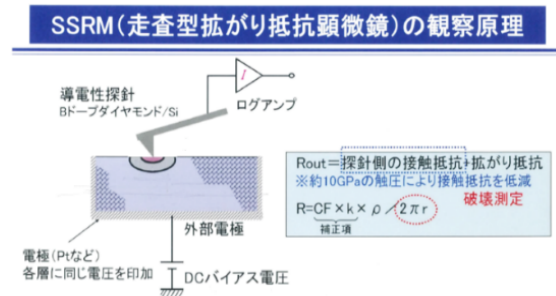 SSRM(走査型拡がり抵抗顕微鏡)の観察原理
導電性探針
Bドープダイヤモンド/Si
I
ログアンプ
外部電極
電極(Ptなど)
各層に同じ電圧を印加
DCバイアス電圧
Rout=探針側の接触抵抗+拡がり抵抗
※約10GPaの触圧により接触抵抗を低減
破壊測定
R=CF×k×ρ/2πr
補正項